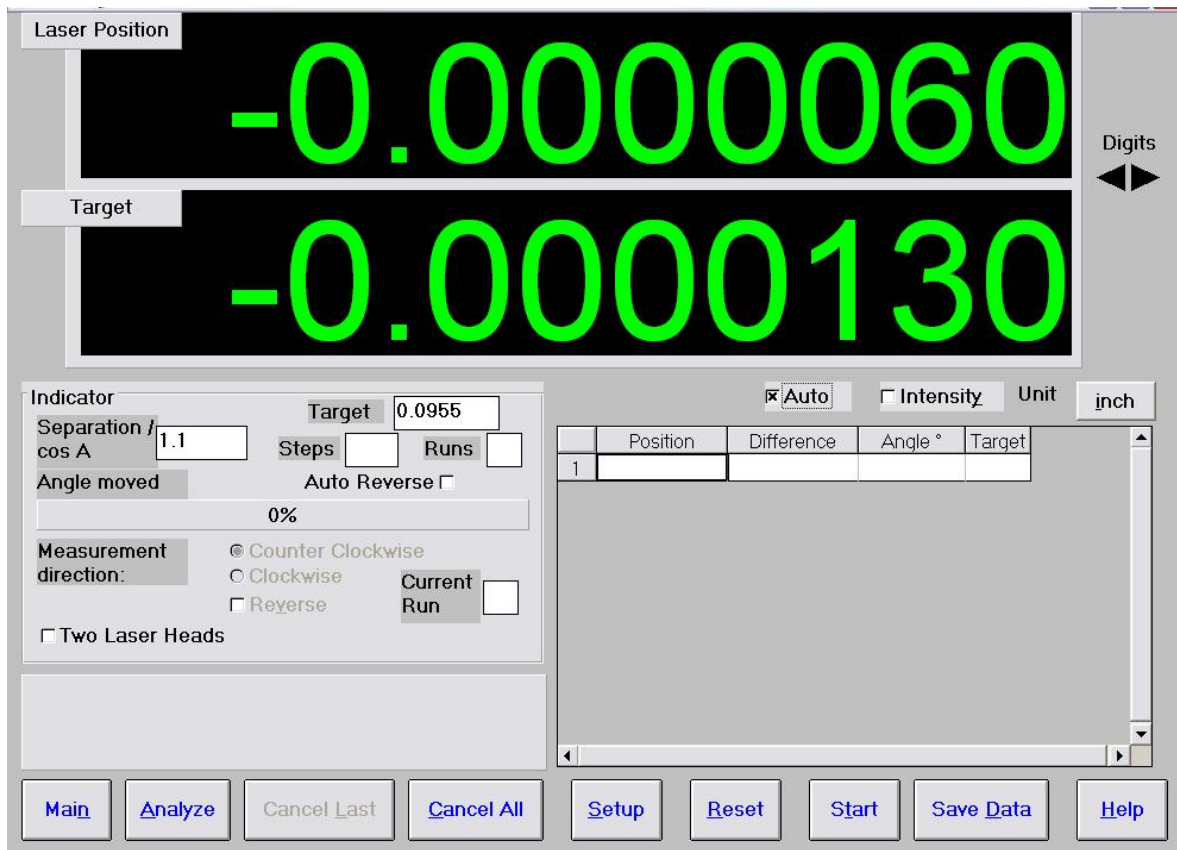 Laser Position
-0.0000060
Digits
Target
-0.0000130
Indicator
Separation / cos A
1.1
Target 0.0955
Steps
Runs
Angle moved
Auto Reverse
0%
Measurement direction:
Counter Clockwise
Clockwise
Reverse
Current Run
Two Laser Heads
Auto
Intensity
Unit
inch
Position Difference Angle ° Target
1
Main Analyze Cancel Last Cancel All Setup Reset Start Save Data Help